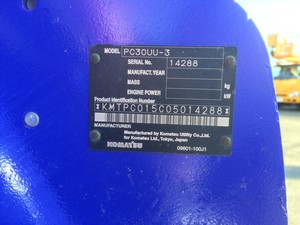 MODEL PC30UU-3
SERIAL No. 14288
MANUFACT.YEAR
MASS kg
ENGINE POWER kW
Product Identification Number
*KMTPC015C05014288*
MANUFACTURER
Manufactured by Komatsu Utility Co.,Ltd.
for Komatsu Ltd., Tokyo, Japan
KOMATSU
09601-100J1